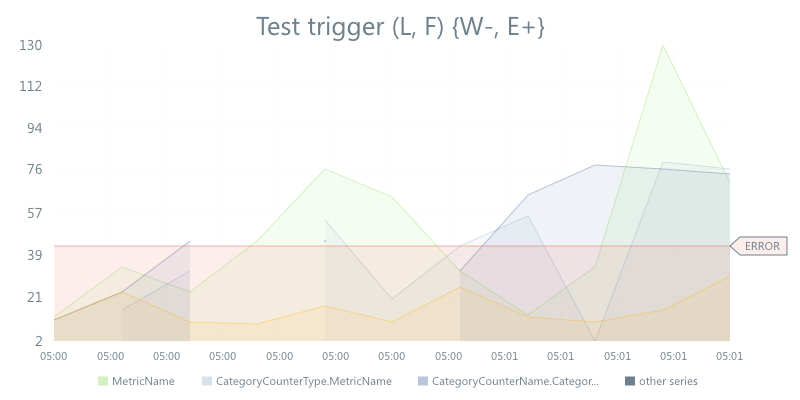 Test trigger (L, F) {W-, E+}
130
112
94
76
57
39
21
2
ERROR
05:00 05:00 05:00 05:00 05:00 05:00 05:00 05:01 05:01 05:01 05:01 05:01 05:01
MetricName CategoryCounterType.MetricName CategoryCounterName.Categor... other series